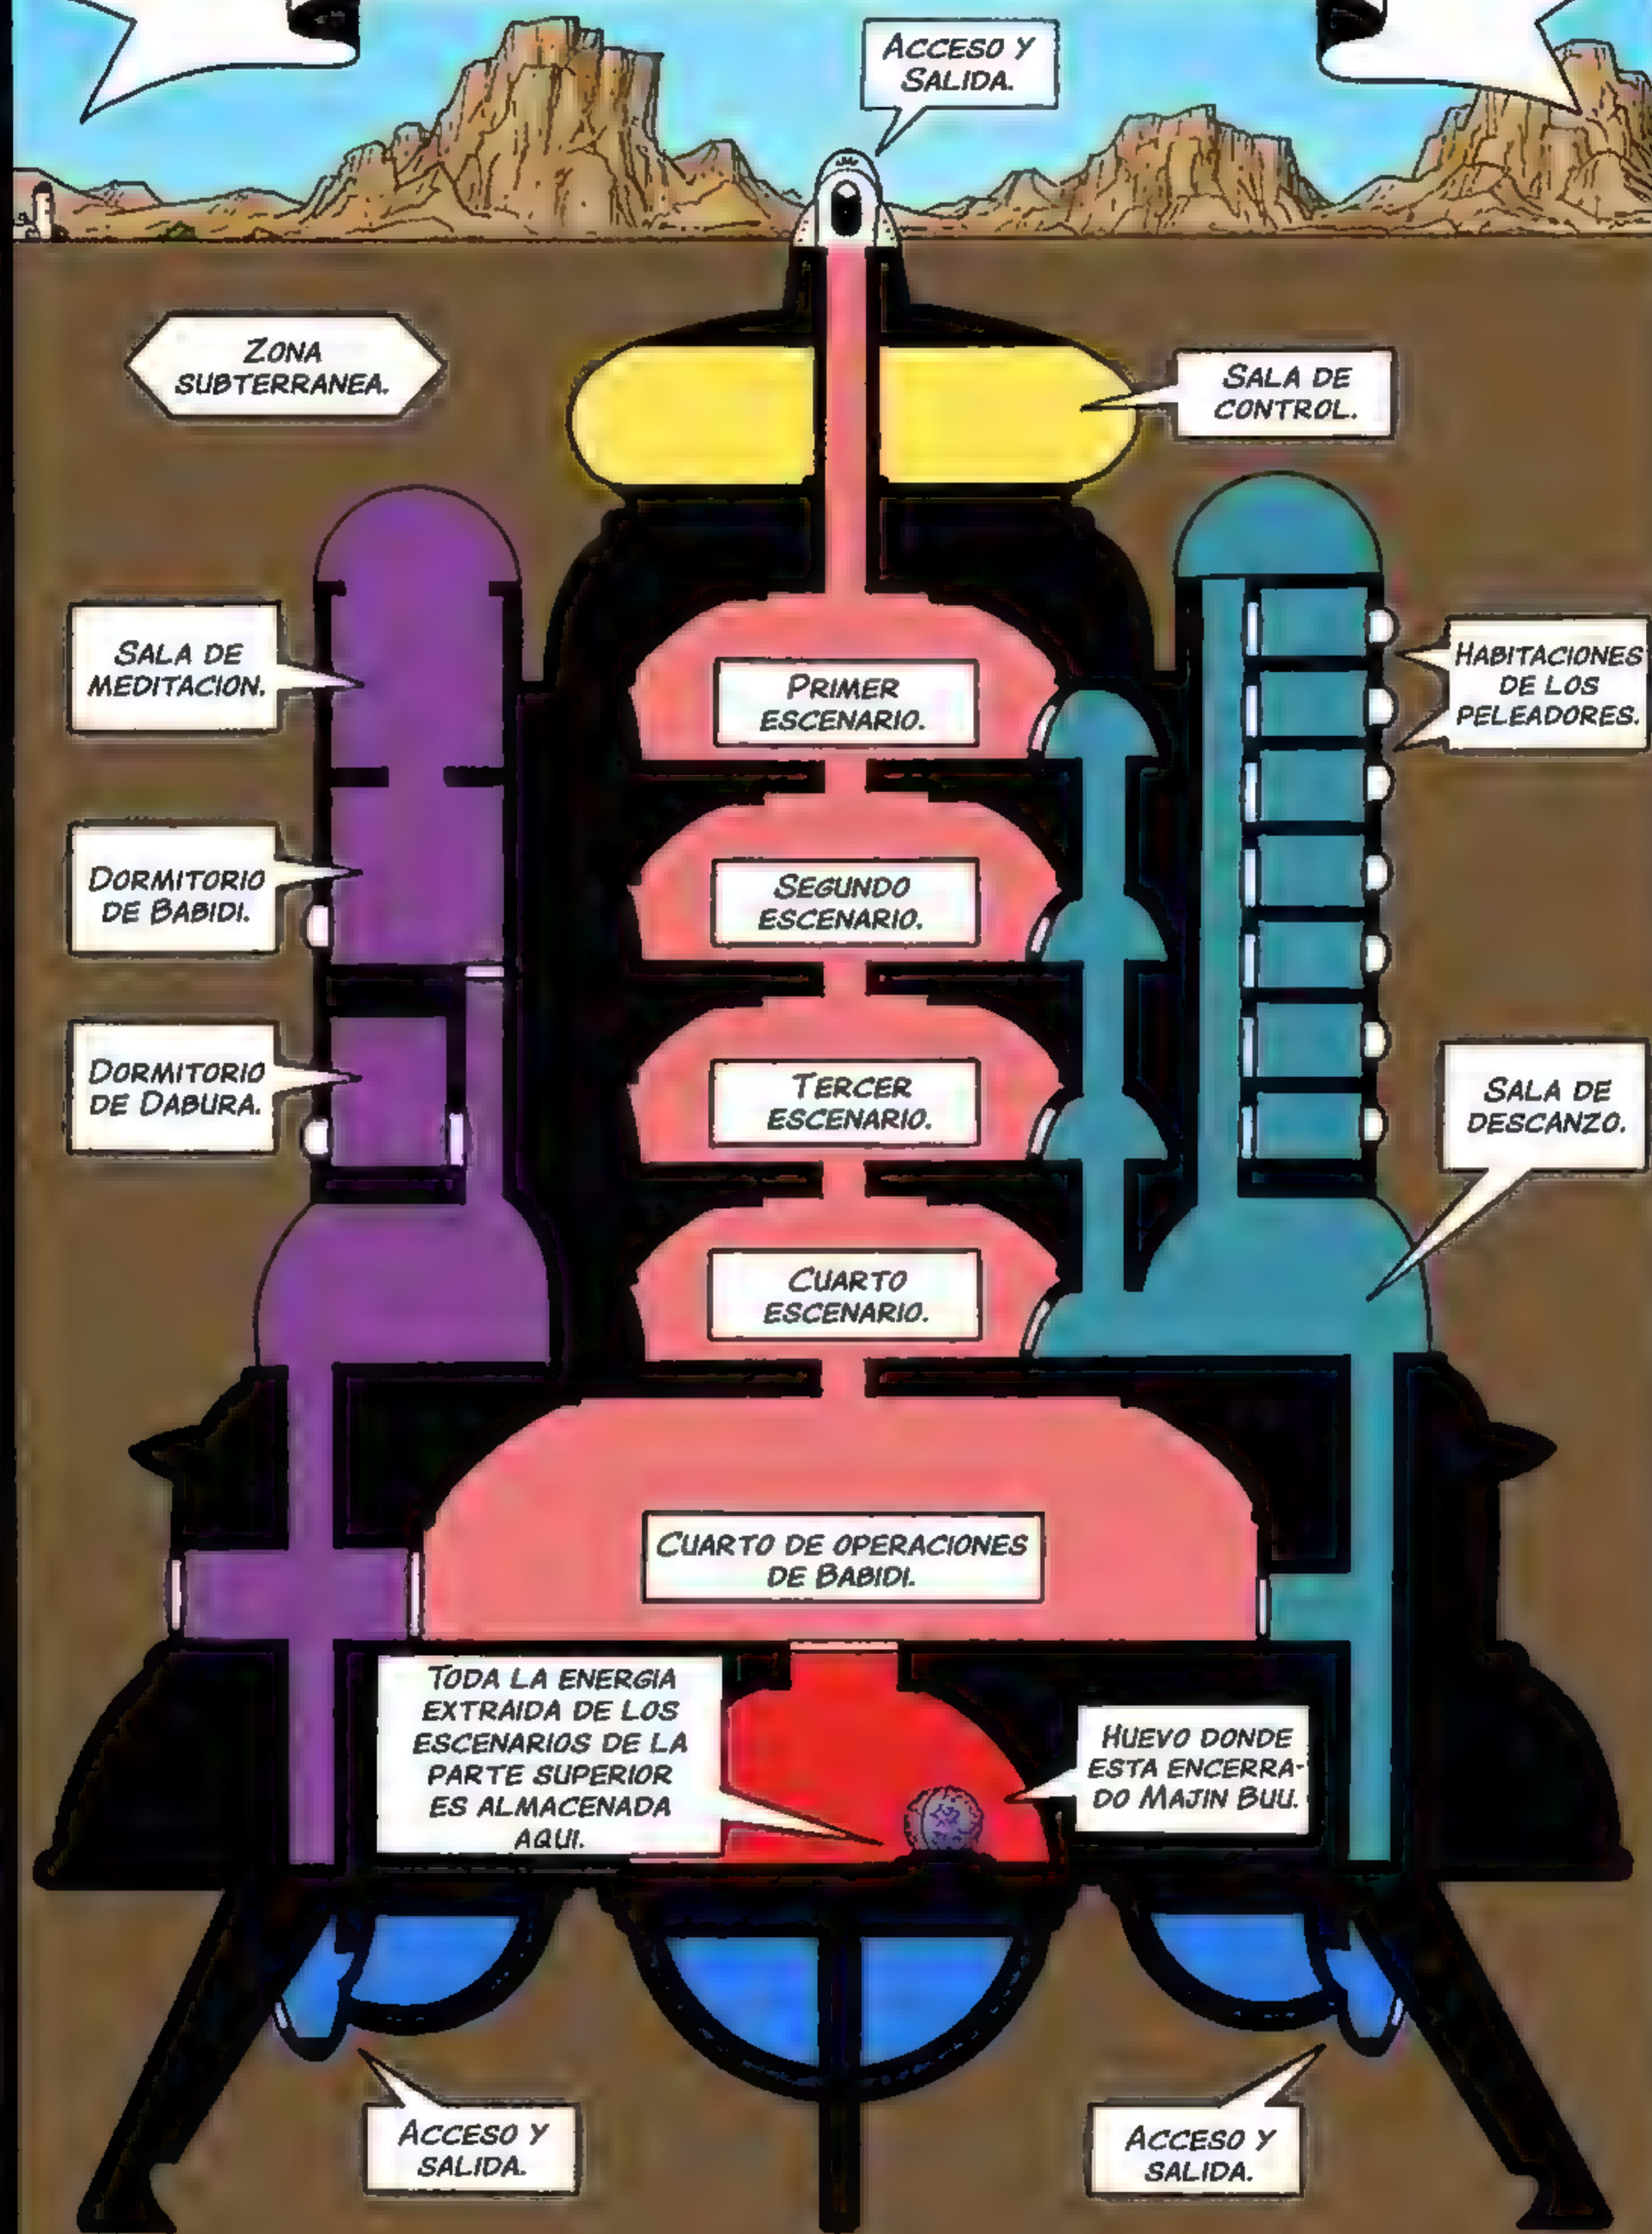 ACCESO Y
SALIDA.
ZONA
SUBTERRANEA.
SALA DE
CONTROL.
SALA DE
MEDITACION.
PRIMER
ESCENARIO.
HABITACIONES
DE LOS
PELEADORES.
DORMITORIO
DE BABIDI.
SEGUNDO
ESCENARIO.
DORMITORIO
DE DABURA.
TERCER
ESCENARIO.
SALA DE
DESCANZO.
CUARTO
ESCENARIO.
CUARTO DE OPERACIONES
DE BABIDI.
TODA LA ENERGIA
EXTRAIDA DE LOS
ESCENARIOS DE LA
PARTE SUPERIOR
ES ALMACENADA
AQUI.
HUEVO DONDE
ESTA ENCERRA-
DO MAJIN BUU.
ACCESO Y
SALIDA.
ACCESO Y
SALIDA.